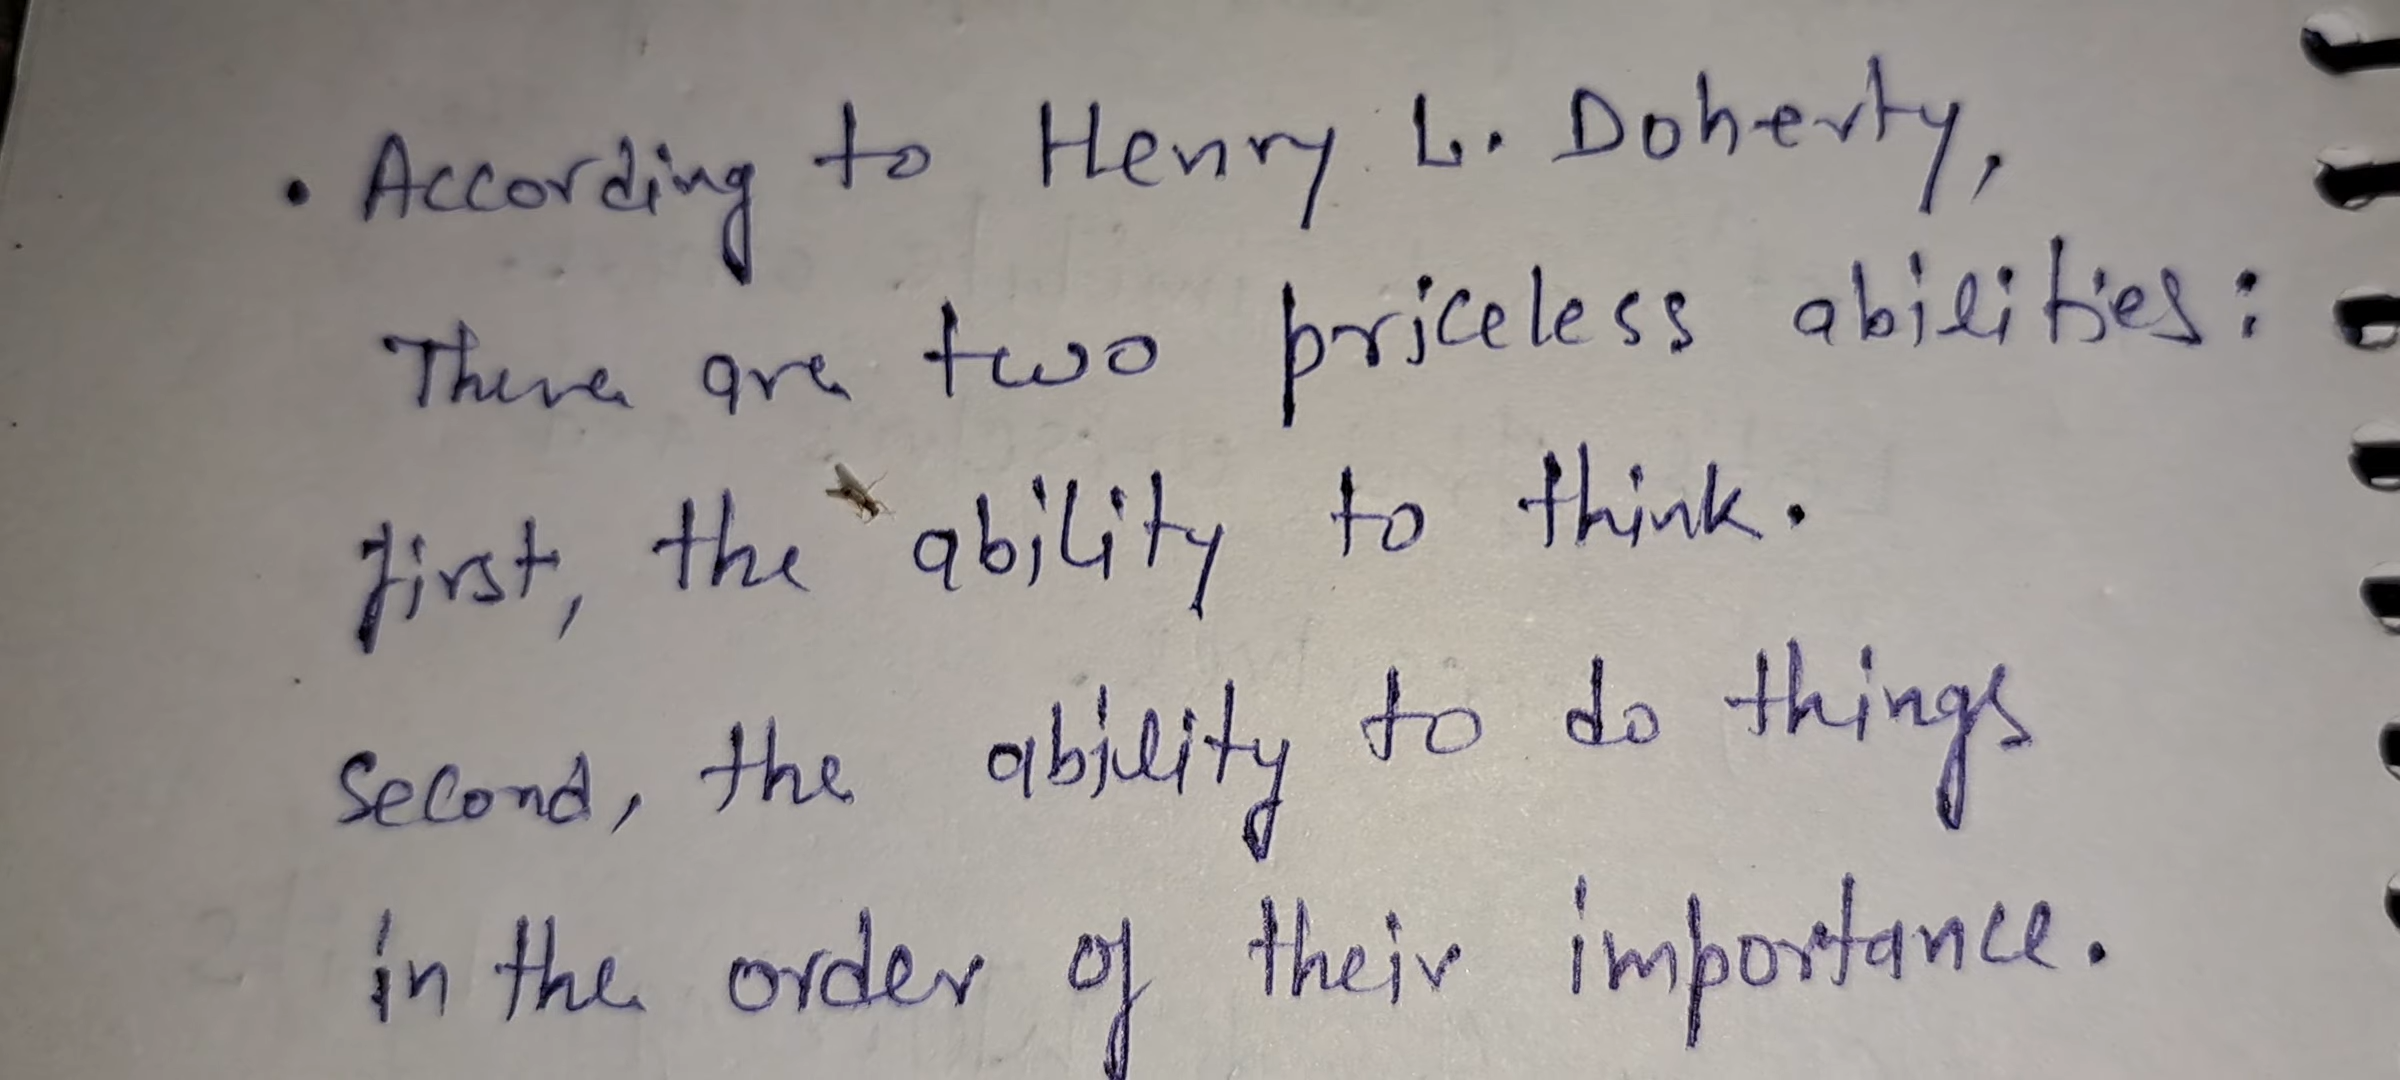 • According to Henry L. Doherty,
There are two priceless abilities:
first, the ability to think.
Second, the ability to do things
in the order of their importance.